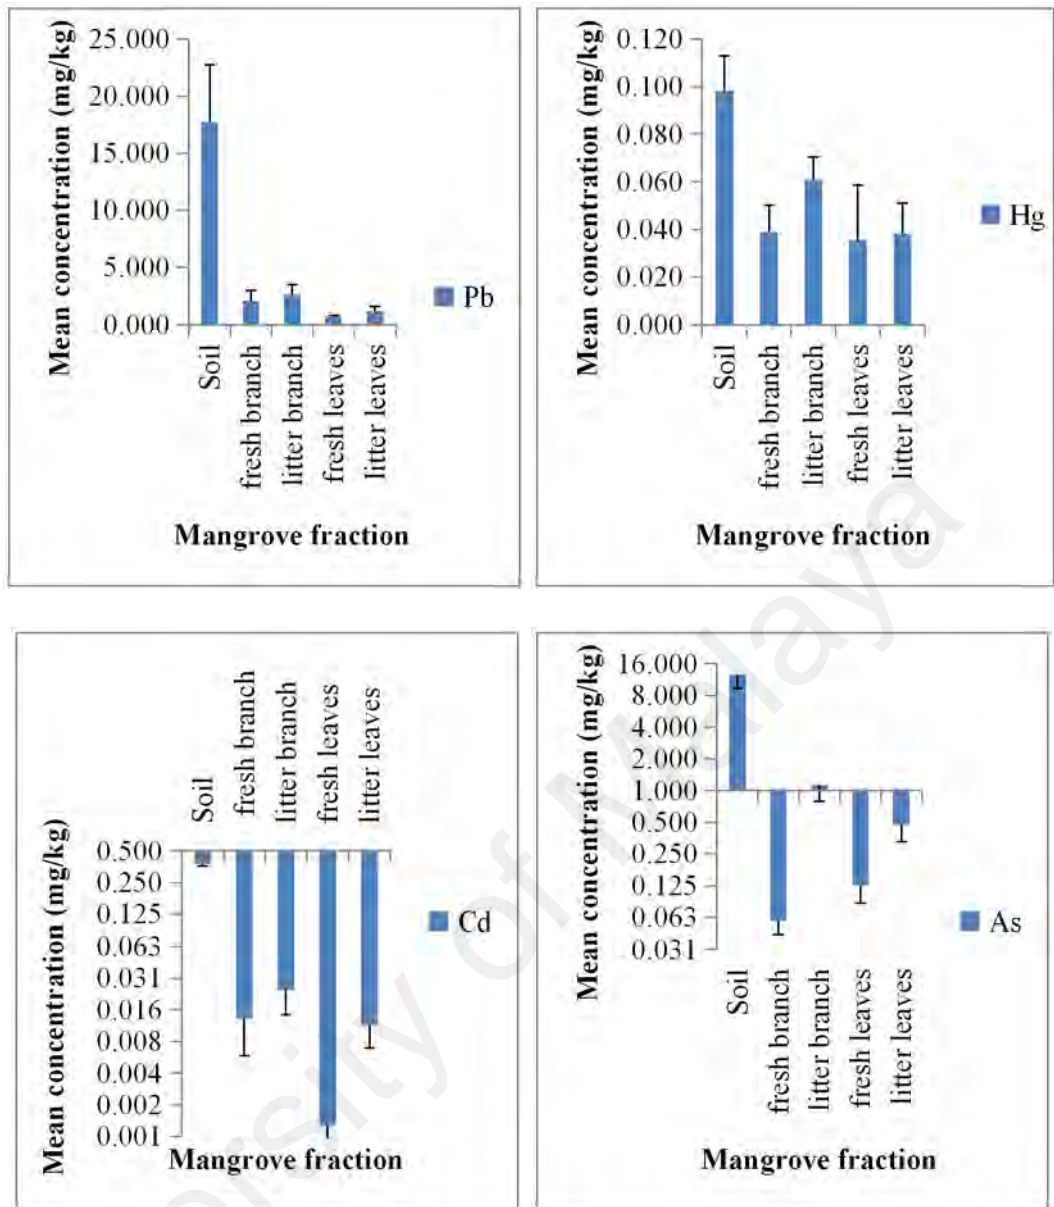 Mean concentration (mg/kg)
25.000
20.000
15.000
10.000
5.000
0.000
Soil
fresh branch
litter branch
fresh leaves
litter leaves
Mangrove fraction
Pb
Mean concentration (mg/kg)
0.120
0.100
0.080
0.060
0.040
0.020
0.000
Soil
fresh branch
litter branch
fresh leaves
litter leaves
Mangrove fraction
Hg
Mean concentration (mg/kg)
Soil
fresh branch
litter branch
fresh leaves
litter leaves
0.500
0.250
0.125
0.063
0.031
0.016
0.008
0.004
0.002
0.001
Mangrove fraction
Cd
Mean concentration (mg/kg)
16.000
8.000
4.000
2.000
1.000
0.500
0.250
0.125
0.063
0.031
Soil
fresh branch
litter branch
fresh leaves
litter leaves
Mangrove fraction
As
ersity of Malaya